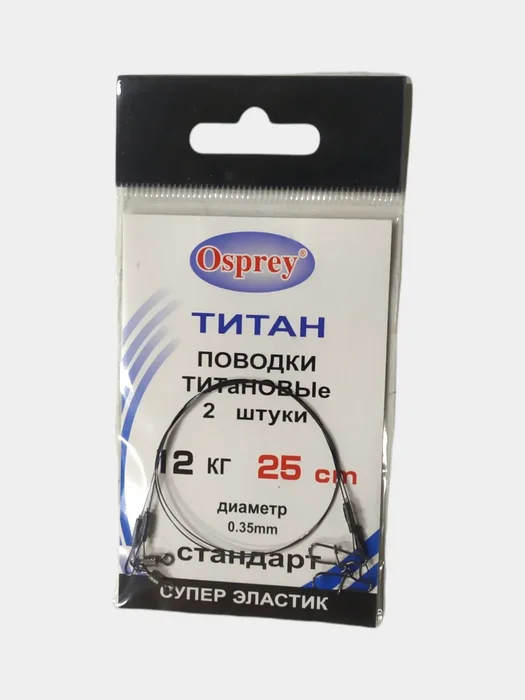 Osprey®
ТИТАН
ПОВОДКИ
ТИТаНОВЫе
2 штуки
12 кг 25 cm
диаметр
0.35mm
стандарт
СУПЕР ЭЛАСТИК